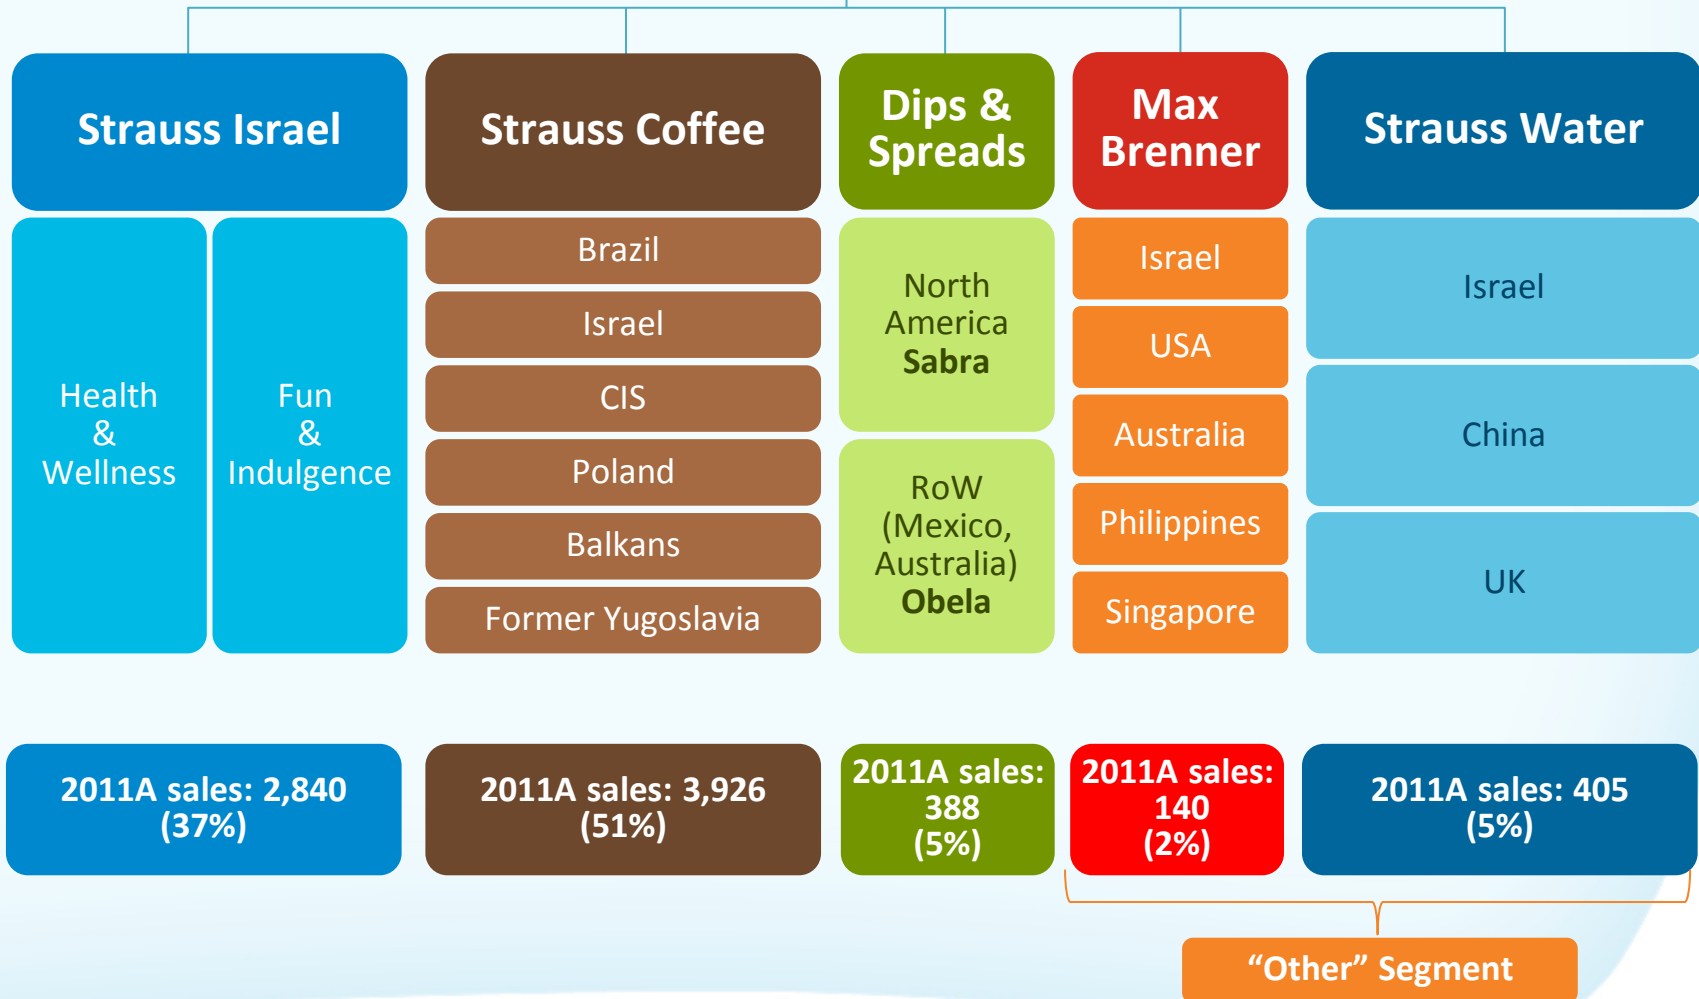 Strauss Israel
Strauss Coffee
Dips &
Spreads
Max
Brenner
Strauss Water
Health
&
Wellness
Fun
&
Indulgence
Brazil
Israel
CIS
Poland
Balkans
Former Yugoslavia
North
America
Sabra
RoW
(Mexico,
Australia)
Obela
Israel
USA
Australia
Philippines
Singapore
Israel
China
UK
2011A sales: 2,840
(37%)
2011A sales: 3,926
(51%)
2011A sales:
388
(5%)
2011A sales:
140
(2%)
2011A sales: 405
(5%)
“Other” Segment